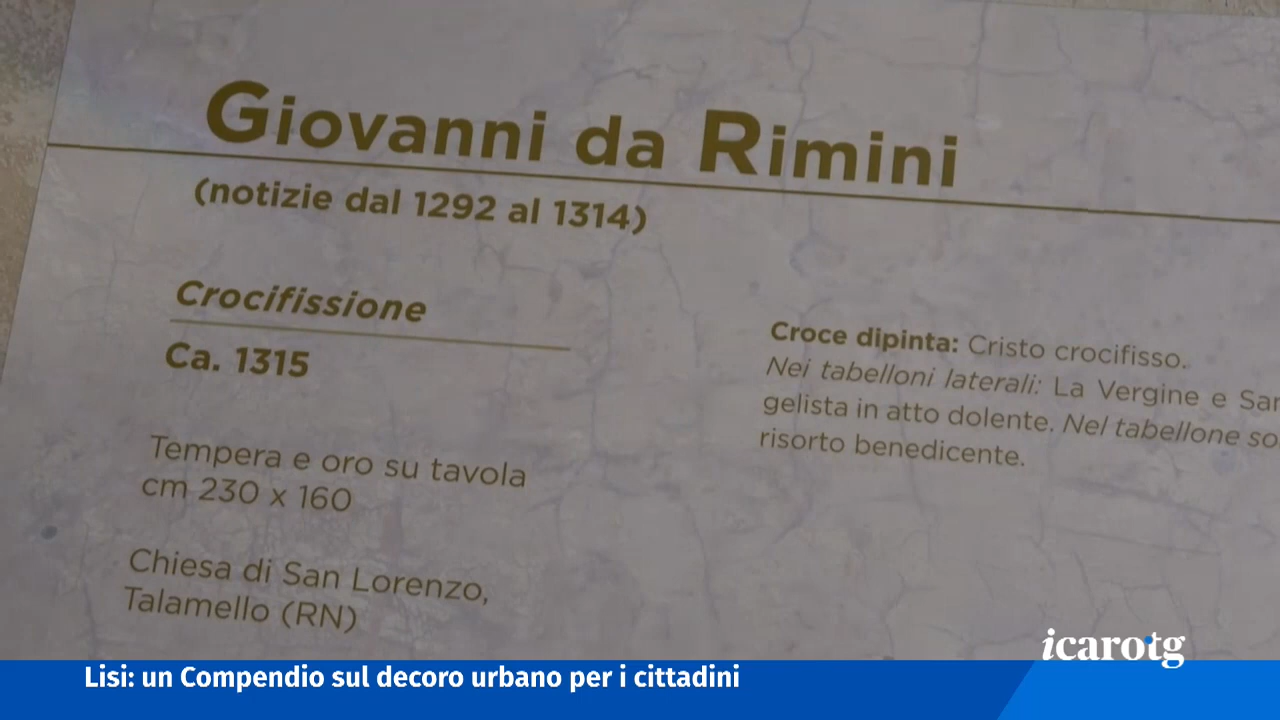 Giovanni da Rimini
(notizie dal 1292 al 1314)
Crocifissione
Ca. 1315
Tempera e oro su tavola
cm 230 x 160
Chiesa di San Lorenzo,
Talamello (RN)
Croce dipinta: Cristo crocifisso.
Nei tabelloni laterali: La Vergine e
gelista in atto dolente. Nel tabellone
risorto benedicente.
icarotg
Lisi: un Compendio sul decoro urbano per i cittadini